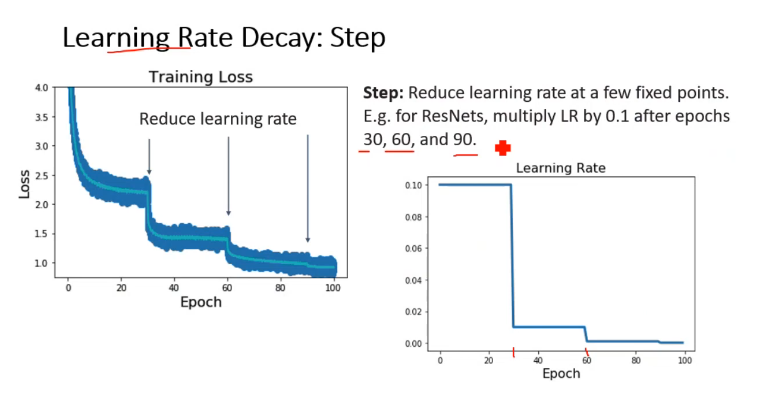 Learning Rate Decay: Step
Training Loss
4.0
3.5
3.0
2.5
2.0
1.5
1.0
Loss
0
20
40
60
80
100
Epoch
Reduce learning rate
Step: Reduce learning rate at a few fixed points.
E.g. for ResNets, multiply LR by 0.1 after epochs
30, 60, and 90.
Learning Rate
0.10
0.08
0.06
0.04
0.02
0.00
0
20
40
60
80
100
Epoch